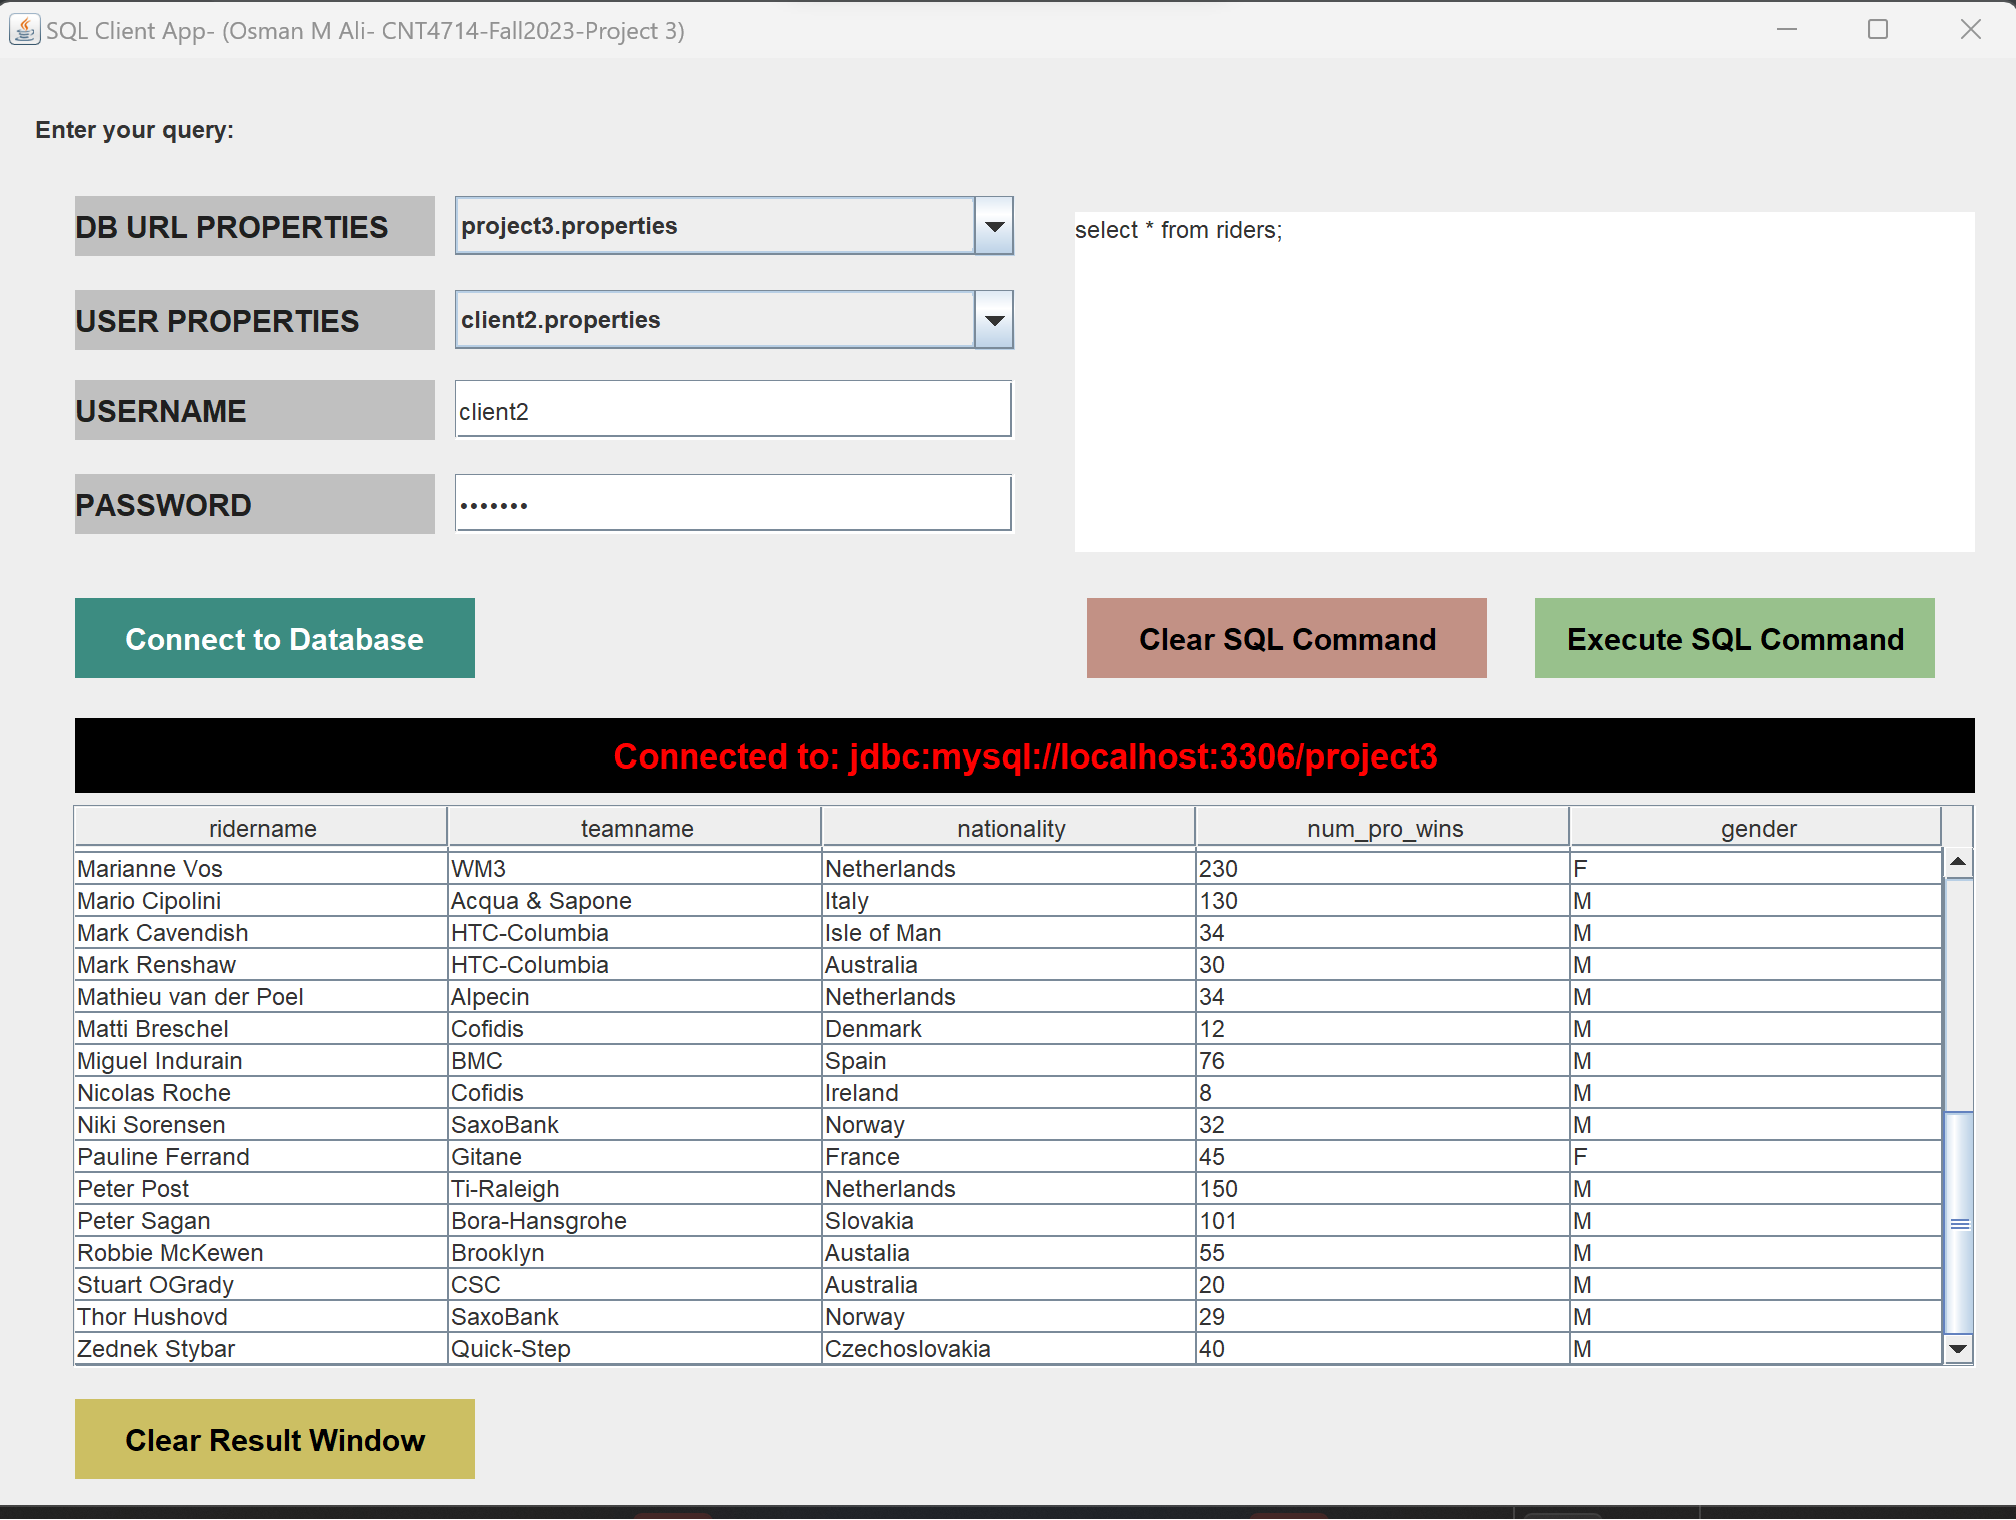 SQL Client App- (Osman M Ali- CNT4714-Fall2023-Project 3)
Enter your query:
DB URL PROPERTIES project3.properties
select * from riders;
USER PROPERTIES client2.properties
USERNAME client2
PASSWORD •••••••
Connect to Database Clear SQL Command Execute SQL Command
Connected to: jdbc:mysql://localhost:3306/project3
ridername teamname nationality num_pro_wins gender
Marianne Vos WM3 Netherlands 230 F
Mario Cipolini Acqua & Sapone Italy 130 M
Mark Cavendish HTC-Columbia Isle of Man 34 M
Mark Renshaw HTC-Columbia Australia 30 M
Mathieu van der Poel Alpecin Netherlands 34 M
Matti Breschel Cofidis Denmark 12 M
Miguel Indurain BMC Spain 76 M
Nicolas Roche Cofidis Ireland 8 M
Niki Sorensen SaxoBank Norway 32 M
Pauline Ferrand Gitane France 45 F
Peter Post Ti-Raleigh Netherlands 150 M
Peter Sagan Bora-Hansgrohe Slovakia 101 M
Robbie McKewen Brooklyn Austalia 55 M
Stuart OGrady CSC Australia 20 M
Thor Hushovd SaxoBank Norway 29 M
Zednek Stybar Quick-Step Czechoslovakia 40 M
Clear Result Window